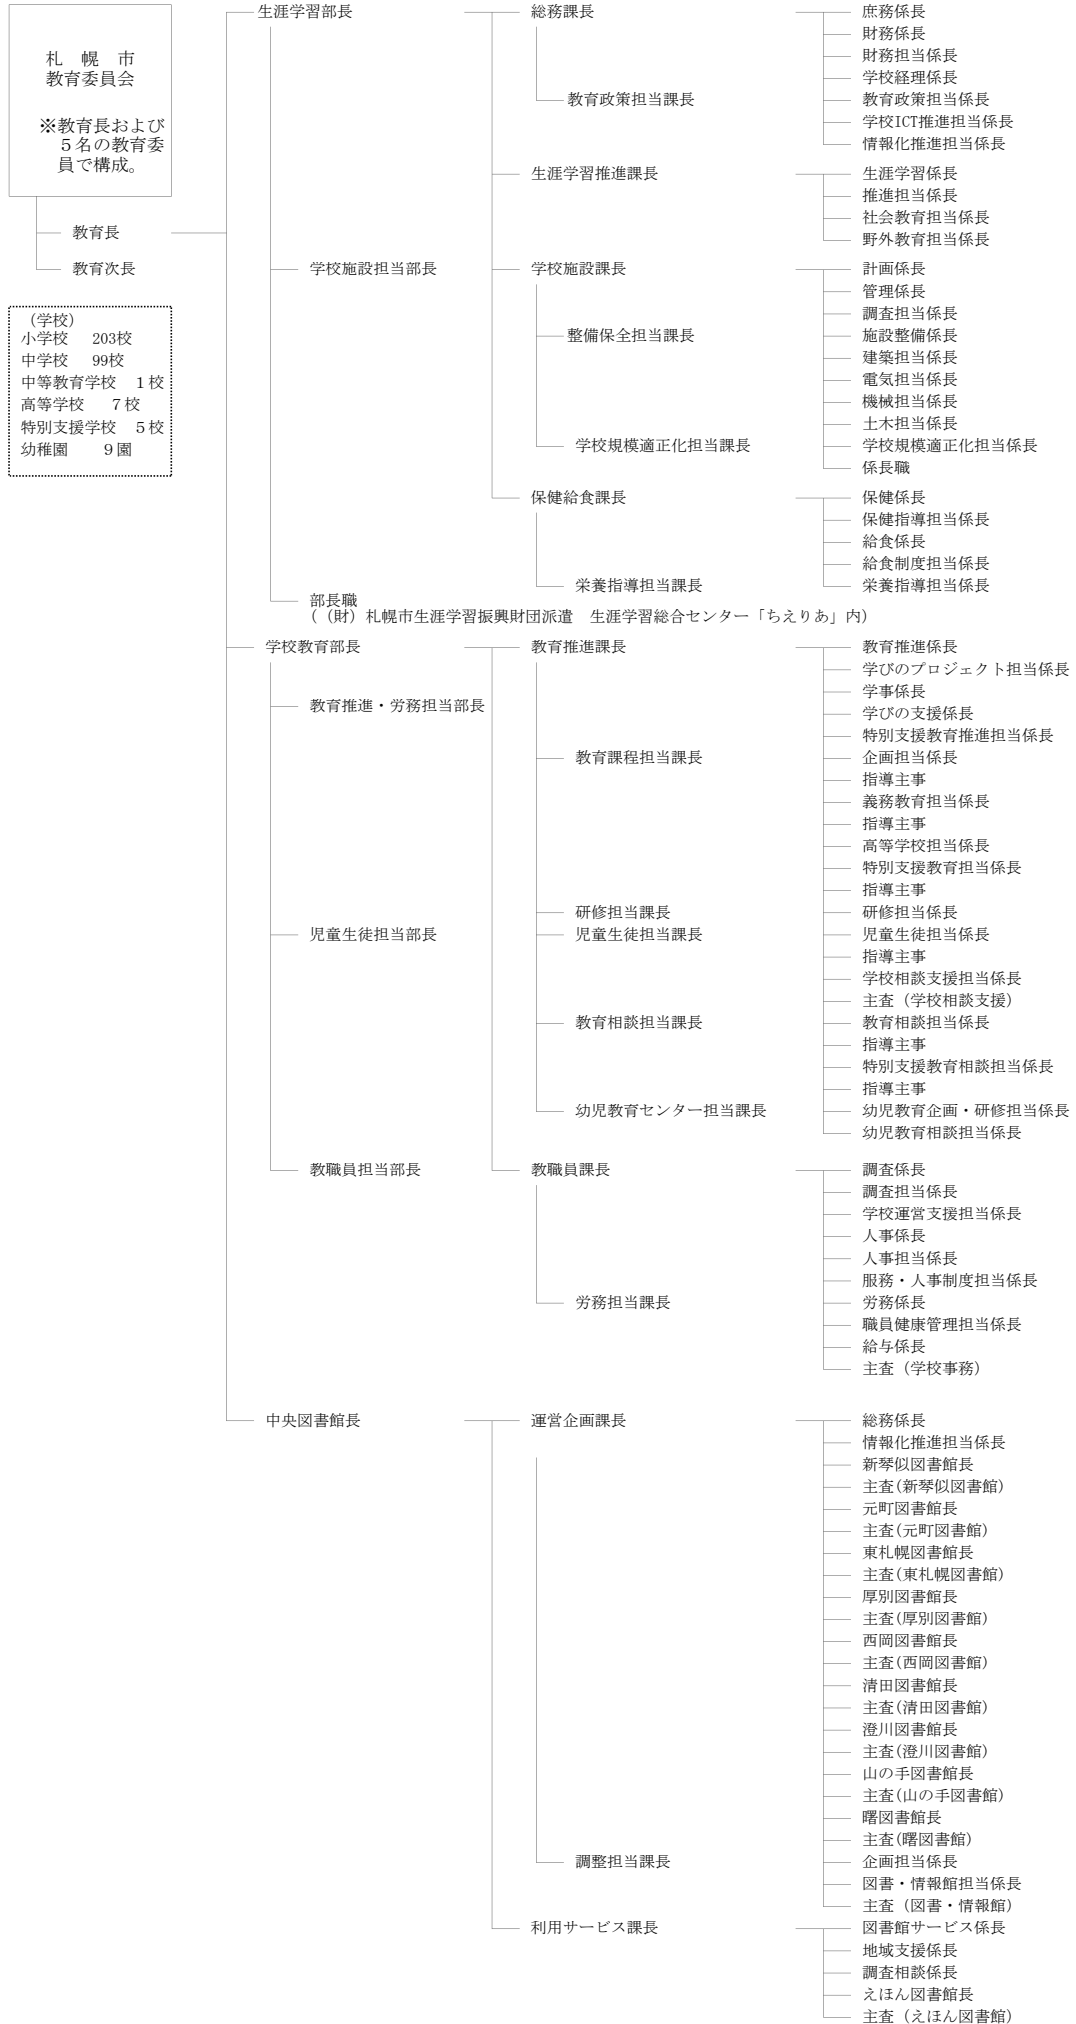 札　幌　市
教育委員会
※教育長および
５名の教育委
員で構成。
教育長
教育次長
（学校）
小学校　203校
中学校　99校
中等教育学校　１校
高等学校　７校
特別支援学校　５校
幼稚園　９園
生涯学習部長
総務課長
庶務係長
財務係長
財務担当係長
学校経理係長
教育政策担当課長
教育政策担当係長
学校ICT推進担当係長
情報化推進担当係長
生涯学習推進課長
生涯学習係長
推進担当係長
社会教育担当係長
野外教育担当係長
学校施設担当部長
学校施設課長
計画係長
管理係長
調査担当係長
整備保全担当課長
施設整備係長
建築担当係長
電気担当係長
機械担当係長
土木担当係長
学校規模適正化担当課長
学校規模適正化担当係長
係長職
保健給食課長
保健係長
保健指導担当係長
給食係長
給食制度担当係長
栄養指導担当課長
栄養指導担当係長
部長職
（（財）札幌市生涯学習振興財団派遣　生涯学習総合センター「ちえりあ」内）
学校教育部長
教育推進課長
教育推進係長
学びのプロジェクト担当係長
学事係長
教育推進・労務担当部長
学びの支援係長
特別支援教育推進担当係長
教育課程担当課長
企画担当係長
指導主事
義務教育担当係長
指導主事
高等学校担当係長
特別支援教育担当係長
指導主事
研修担当課長
研修担当係長
児童生徒担当部長
児童生徒担当課長
児童生徒担当係長
指導主事
学校相談支援担当係長
主査（学校相談支援）
教育相談担当課長
教育相談担当係長
指導主事
特別支援教育相談担当係長
指導主事
幼児教育センター担当課長
幼児教育企画・研修担当係長
幼児教育相談担当係長
教職員担当部長
教職員課長
調査係長
調査担当係長
学校運営支援担当係長
人事係長
人事担当係長
服務・人事制度担当係長
労務担当課長
労務係長
職員健康管理担当係長
給与係長
主査（学校事務）
中央図書館長
運営企画課長
総務係長
情報化推進担当係長
新琴似図書館長
主査(新琴似図書館)
元町図書館長
主査(元町図書館)
東札幌図書館長
主査(東札幌図書館)
厚別図書館長
主査(厚別図書館)
西岡図書館長
主査(西岡図書館)
清田図書館長
主査(清田図書館)
澄川図書館長
主査(澄川図書館)
山の手図書館長
主査(山の手図書館)
曙図書館長
主査(曙図書館)
調整担当課長
企画担当係長
図書・情報館担当係長
主査（図書・情報館）
利用サービス課長
図書館サービス係長
地域支援係長
調査相談係長
えほん図書館長
主査（えほん図書館）